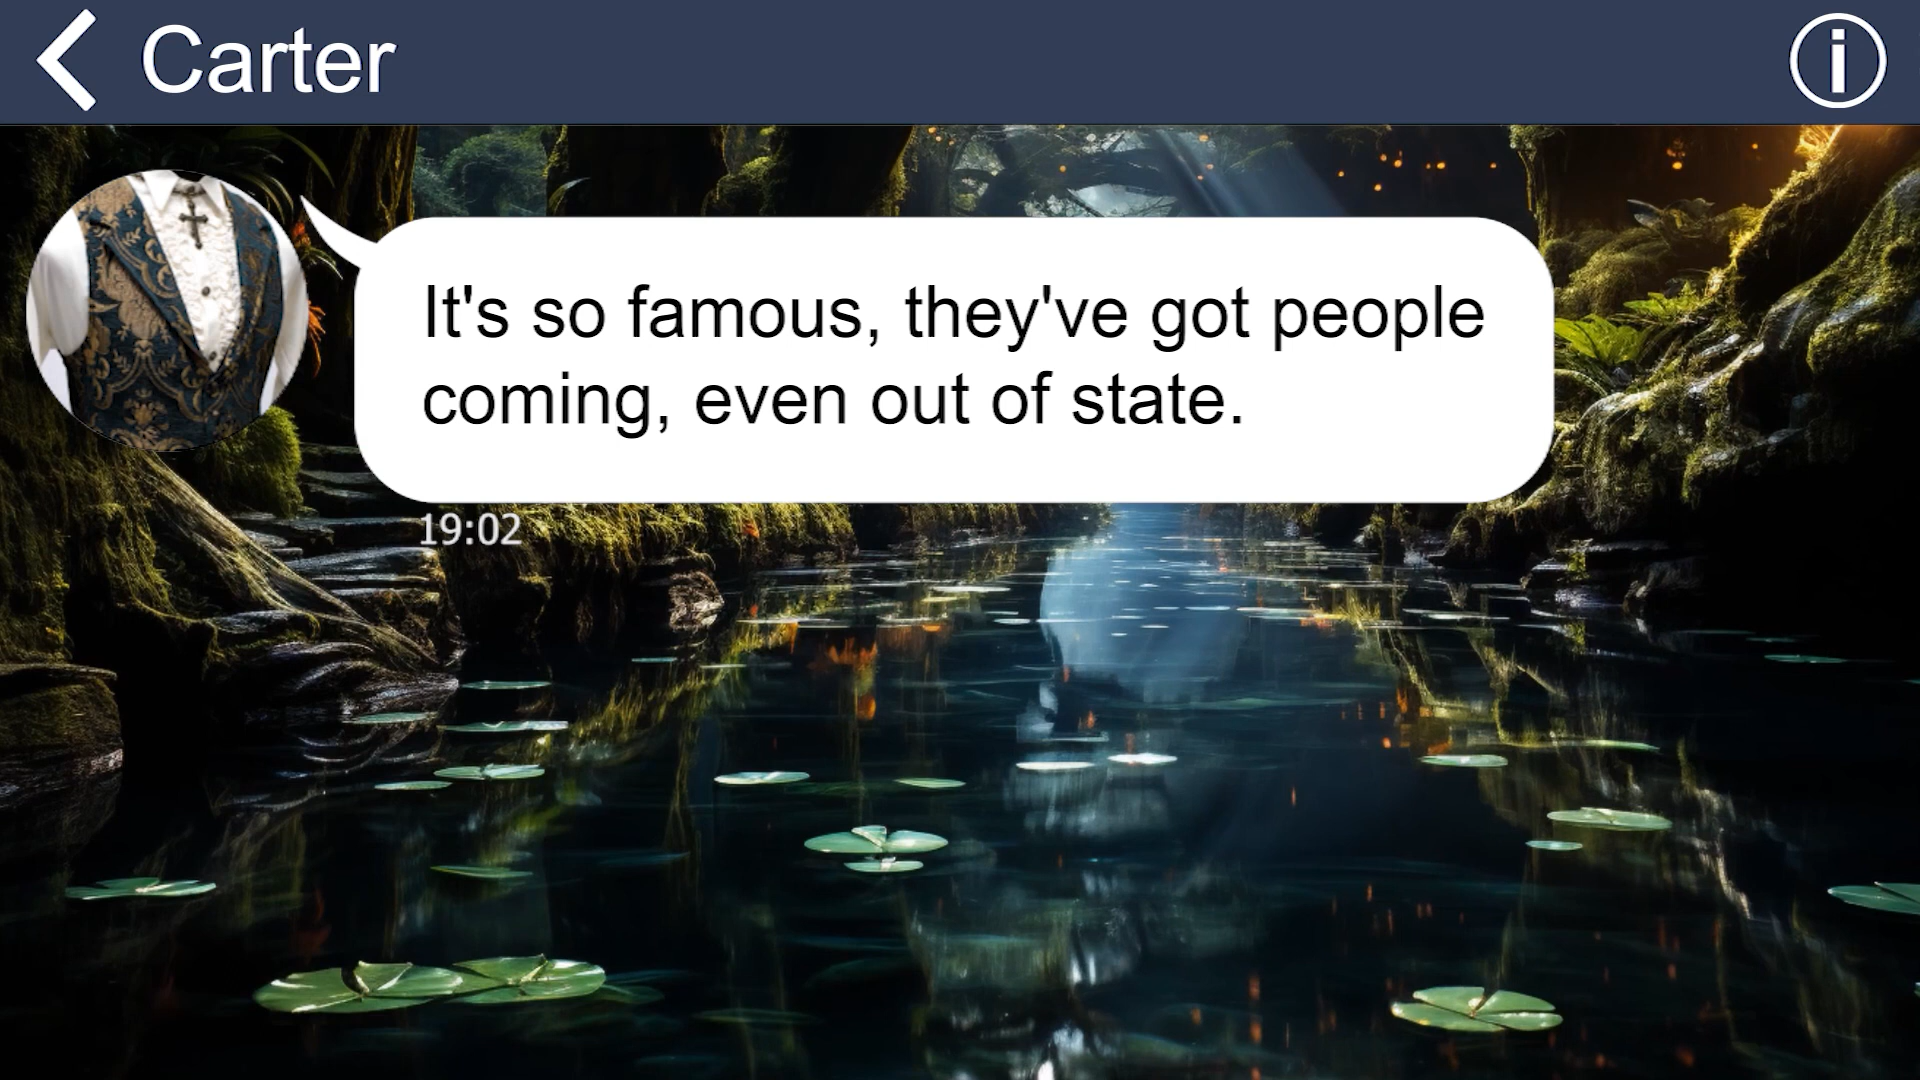 Carter
It's so famous, they've got people
coming, even out of state.
19:02